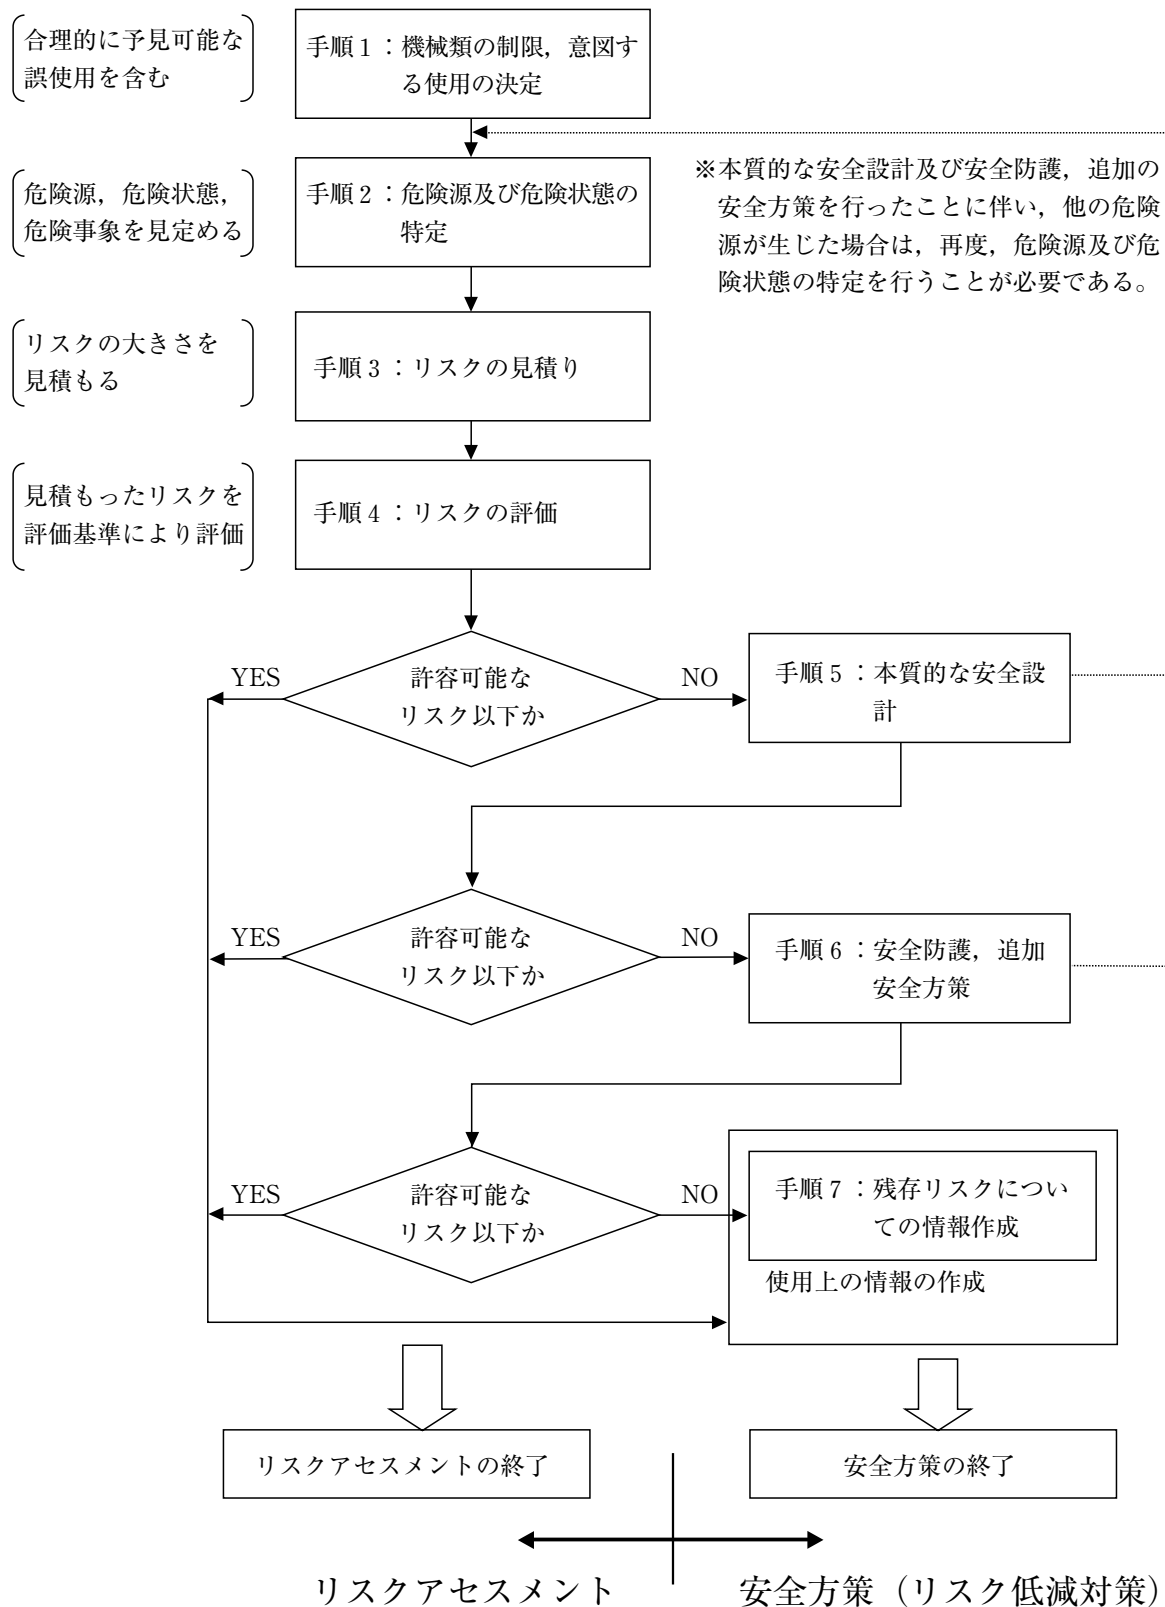 合理的に予見可能な
誤使用を含む
手順1：機械類の制限，意図す
る使用の決定
危険源，危険状態，
危険事象を見定める
手順2：危険源及び危険状態の
特定
※本質的な安全設計及び安全防護，追加の
安全方策を行ったことに伴い，他の危険
源が生じた場合は，再度，危険源及び危
険状態の特定を行うことが必要である。
リスクの大きさを
見積もる
手順3：リスクの見積り
見積もったリスクを
評価基準により評価
手順4：リスクの評価
YES
許容可能な
リスク以下か
NO
手順5：本質的な安全設
計
YES
許容可能な
リスク以下か
NO
手順6：安全防護，追加
安全方策
YES
許容可能な
リスク以下か
NO
手順7：残存リスクについ
ての情報作成
使用上の情報の作成
リスクアセスメントの終了
安全方策の終了
リスクアセスメント
安全方策（リスク低減対策）